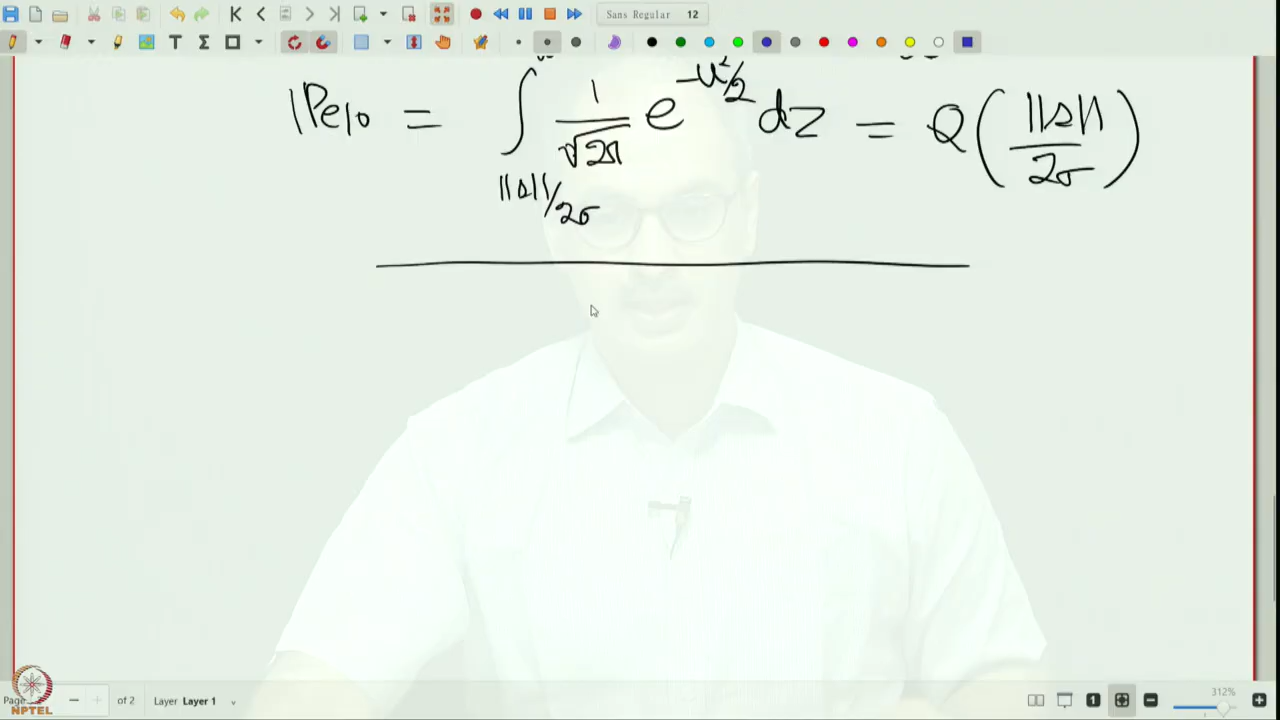 Sans Regular 12
|Pe|0 = ∫ 1/√2π e^(-u²/2) dz = Q(||s||/2σ)
||s||/2σ
Page
of 2
Layer Layer 1
312%
NPTEL